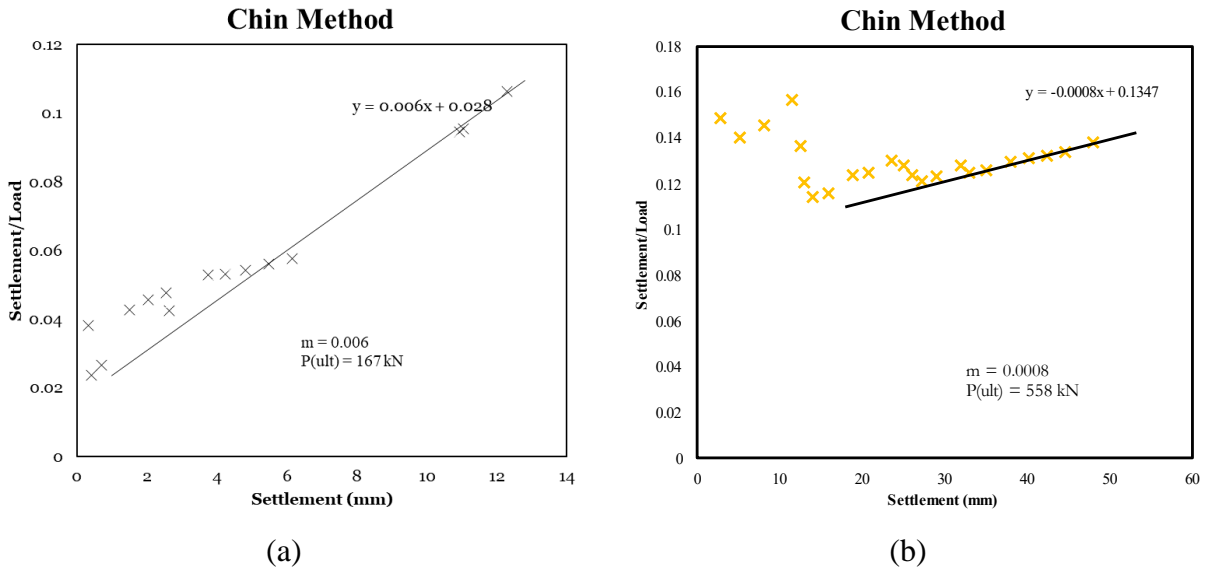 Chin Method
0.12
0.1
0.08
0.06
0.04
0.02
0
Settlement/Load
y = 0.006x + 0.028
m = 0.006
P(ult) = 167 kN
0 2 4 6 8 10 12 14
Settlement (mm)
(a)
Chin Method
0.18
0.16
0.14
0.12
0.1
0.08
0.06
0.04
0.02
0
Settlement/Load
y = -0.0008x + 0.1347
m = 0.0008
P(ult) = 558 kN
0 10 20 30 40 50 60
Settlement (mm)
(b)